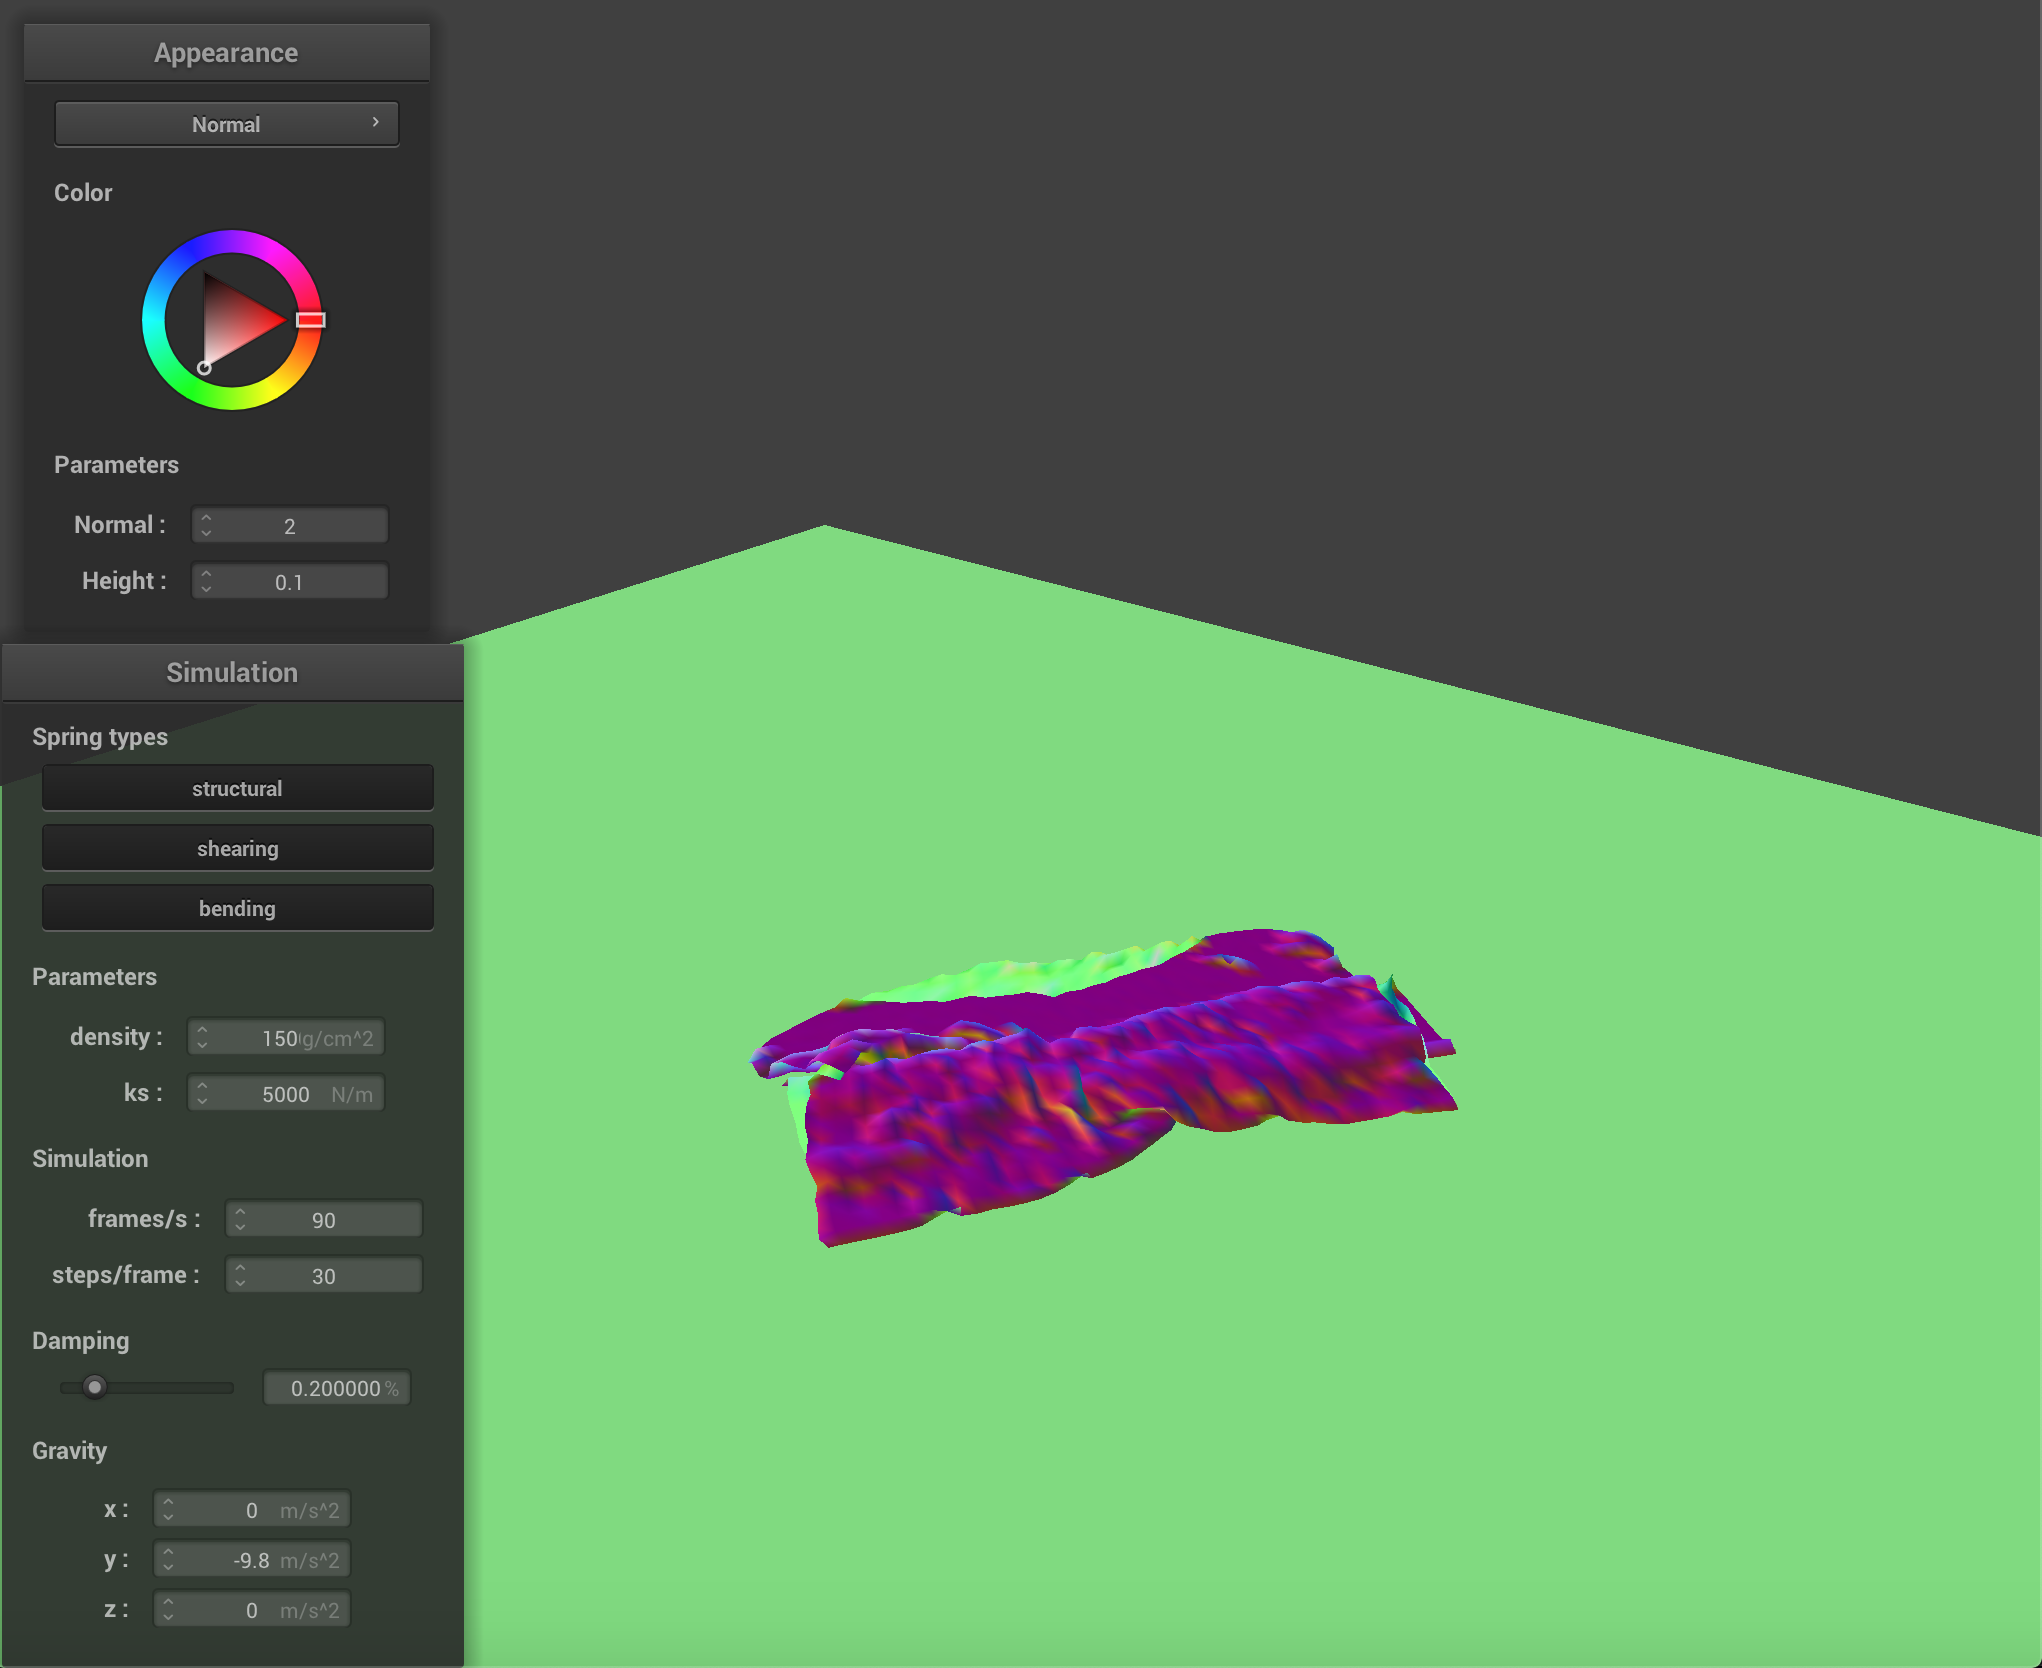 Appearance
Normal
Color
Parameters
Normal : 2
Height : 0.1
Simulation
Spring types
structural
shearing
bending
Parameters
density : 150 g/cm^2
ks : 5000 N/m
Simulation
frames/s : 90
steps/frame : 30
Damping
0.200000 %
Gravity
x : 0 m/s^2
y : -9.8 m/s^2
z : 0 m/s^2